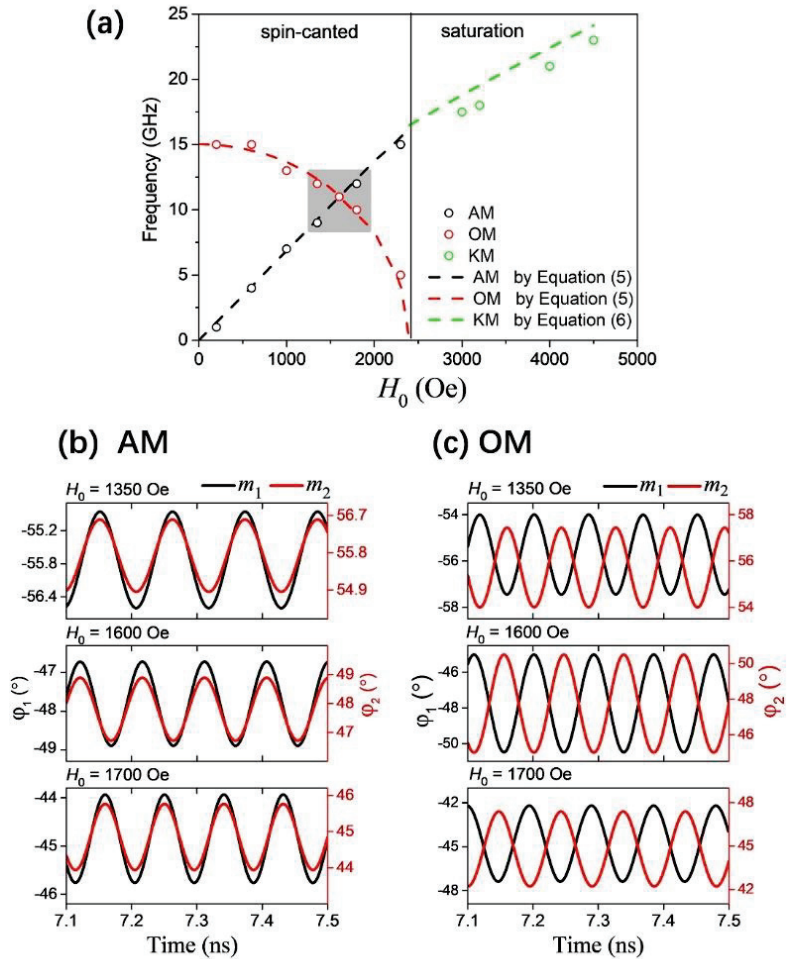 (a)
spin-canted saturation
25
20
15
10
5
0
Frequency (GHz)
AM
OM
KM
AM by Equation (5)
OM by Equation (5)
KM by Equation (6)
0 1000 2000 3000 4000 5000
H0 (Oe)
(b) AM
H0 = 1350 Oe m1 m2
-55.2
-55.8
-56.4
56.7
55.8
54.9
H0 = 1600 Oe
-47
-48
-49
49
48
47
φ1 (°)
φ2 (°)
H0 = 1700 Oe
-44
-45
-46
46
45
44
7.1 7.2 7.3 7.4 7.5
Time (ns)
(c) OM
H0 = 1350 Oe m1 m2
-54
-56
-58
58
56
54
H0 = 1600 Oe
-45
-48
-50
50
48
45
φ1 (°)
φ2 (°)
H0 = 1700 Oe
-42
-45
-48
48
45
42
7.1 7.2 7.3 7.4 7.5
Time (ns)